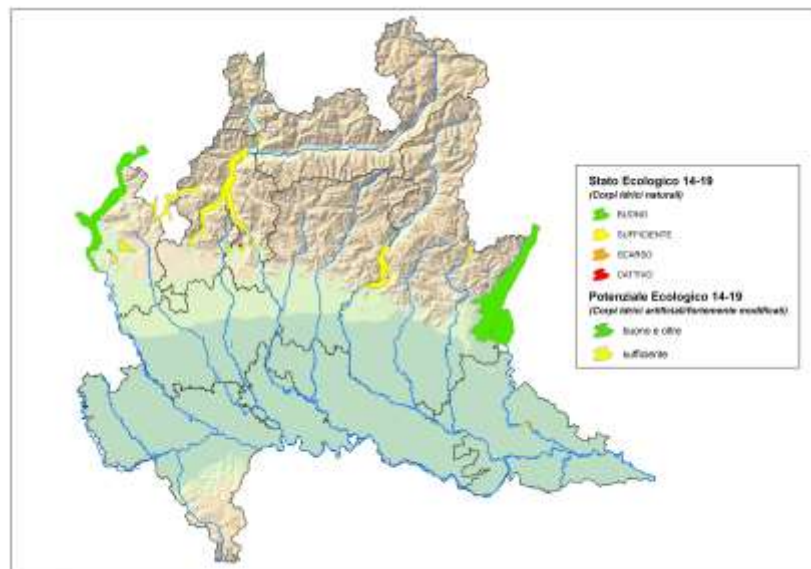 Stato Ecologico 14-19
(Corpi idrici naturali)
BUONO
SUFFICIENTE
SCARSO
CATTIVO
Potenziale Ecologico 14-19
(Corpi idrici artificiali/fortemente modificati)
buono e oltre
sufficiente